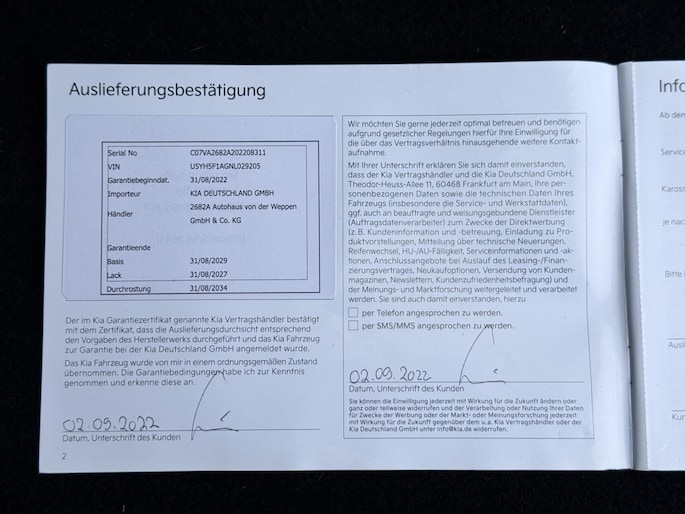 Auslieferungsbestätigung
Serial No C07VA2682A202208311
VIN U5YH5F1AGNL029205
Garantiebeginndat. 31/08/2022
Importeur KIA DEUTSCHLAND GMBH
Händler 2682A Autohaus von der Weppen
GmbH & Co. KG
Garantieende
Basis 31/08/2029
Lack 31/08/2027
Durchrostung 31/08/2034
Der im Kia Garantiezertifikat genannte Kia Vertragshändler bestätigt
mit dem Zertifikat, dass die Auslieferungsdurchsicht entsprechend
den Vorgaben des Herstellerwerks durchgeführt und das Kia Fahrzeug
zur Garantie bei der Kia Deutschland GmbH angemeldet wurde.
Das Kia Fahrzeug wurde von mir in einem ordnungsgemäßen Zustand
übernommen. Die Garantiebedingungen habe ich zur Kenntnis
genommen und erkenne diese an.
02.09.2022
Datum, Unterschrift des Kunden
2
Wir möchten Sie gerne jederzeit optimal betreuen und benötigen
aufgrund gesetzlicher Regelungen hierfür Ihre Einwilligung für
die über das Vertragsverhältnis hinausgehende weitere Kontakt-
aufnahme.
Mit Ihrer Unterschrift erklären Sie sich damit einverstanden,
dass der Kia Vertragshändler und die Kia Deutschland GmbH,
Theodor-Heuss-Allee 11, 60468 Frankfurt am Main, Ihre per-
sonenbezogenen Daten sowie die technischen Daten Ihres
Fahrzeugs (insbesondere die Service- und Werkstattdaten),
ggf. auch an beauftragte und weisungsgebundene Dienstleister
(Auftragsdatenverarbeiter) zum Zwecke der Direktwerbung
(z.B. Kundeninformation und -betreuung, Einladung zu Pro-
duktvorstellungen, Mitteilung über technische Neuerungen,
Reifenwechsel, HU-/AU-Fälligkeit, Serviceinformationen und -ak-
tionen, Anschlussangebote bei Auslauf des Leasing-/Finan-
zierungsvertrages, Neukaufoptionen, Versendung von Kunden-
magazinen, Newslettern, Kundenzufriedenheitsbefragung) und
der Meinungs- und Marktforschung weitergeleitet und verarbeitet
werden. Sie sind auch damit einverstanden, hierzu
per Telefon angesprochen zu werden.
per SMS/MMS angesprochen zu werden.
02.09.2022
Datum, Unterschrift des Kunden
Sie können die Einwilligung jederzeit mit Wirkung für die Zukunft ändern oder
ganz oder teilweise widerrufen und der Verarbeitung oder Nutzung Ihrer Daten
für Zwecke der Werbung oder der Markt- oder Meinungsforschung jederzeit
mit Wirkung für die Zukunft gegenüber dem u.a. Kia Vertragshändler oder der
Kia Deutschland GmbH unter info@kia.de widerrufen.
Info
Ab dem
Service
Kaross
je nach
Bitte
Ausli
Kun